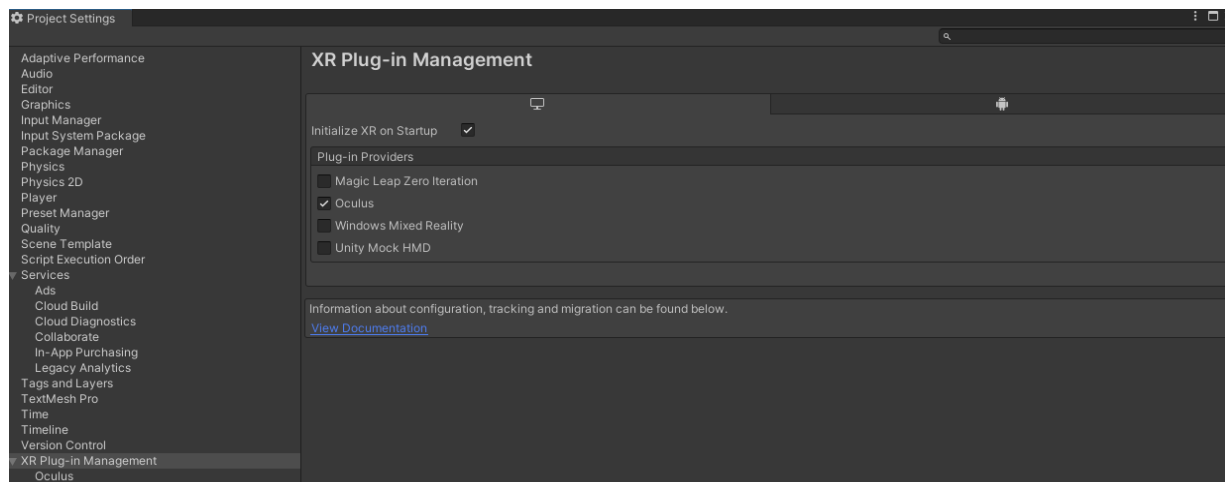 Project Settings
Adaptive Performance
Audio
Editor
Graphics
Input Manager
Input System Package
Package Manager
Physics
Physics 2D
Player
Preset Manager
Quality
Scene Template
Script Execution Order
Services
Ads
Cloud Build
Cloud Diagnostics
Collaborate
In-App Purchasing
Legacy Analytics
Tags and Layers
TextMesh Pro
Time
Timeline
Version Control
XR Plug-in Management
Oculus
XR Plug-in Management
Initialize XR on Startup
Plug-in Providers
Magic Leap Zero Iteration
Oculus
Windows Mixed Reality
Unity Mock HMD
Information about configuration, tracking and migration can be found below.
View Documentation